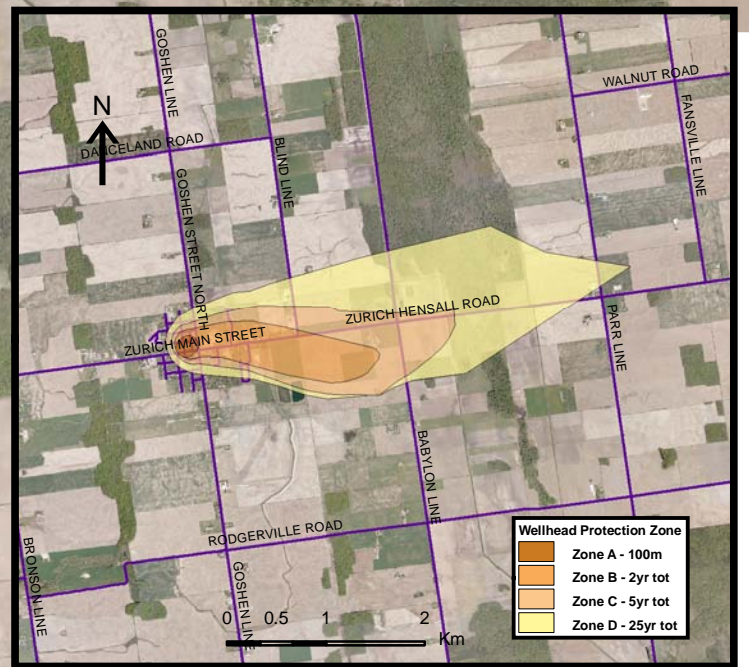 GOSHEN LINE
WALNUT ROAD
FANSVILLE LINE
N
DANCELAND ROAD
BLIND LINE
GOSHEN STREET NORTH
ZURICH HENSALL ROAD
ZURICH MAIN STREET
PARR LINE
BABYLON LINE
RODGERVILLE ROAD
BRONSON LINE
GOSHEN LINE
Wellhead Protection Zone
Zone A - 100m
Zone B - 2yr tot
Zone C - 5yr tot
Zone D - 25yr tot
0 0.5 1 2
Km